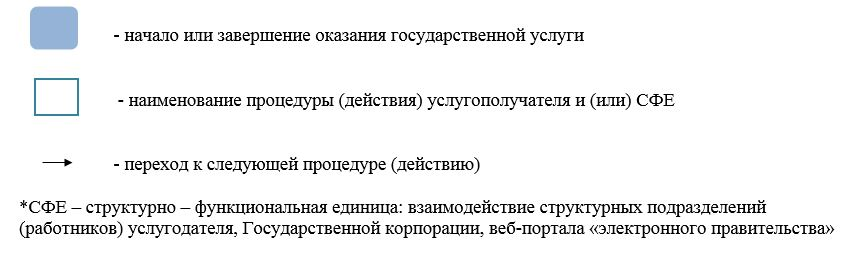 - начало или завершение оказания государственной услуги
- наименование процедуры (действия) услугополучателя и (или) СФЕ
- переход к следующей процедуре (действию)
*СФЕ – структурно – функциональная единица: взаимодействие структурных подразделений
(работников) услугодателя, Государственной корпорации, веб-портала «электронного правительства»